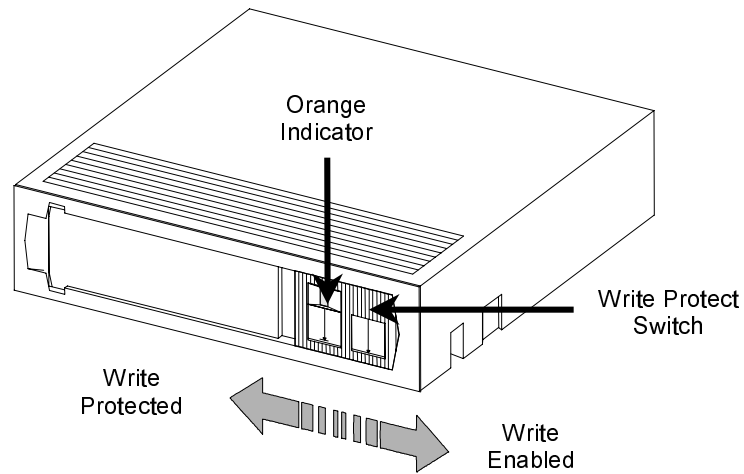 Orange
Indicator
Write Protect
Switch
Write
Protected
Write
Enabled